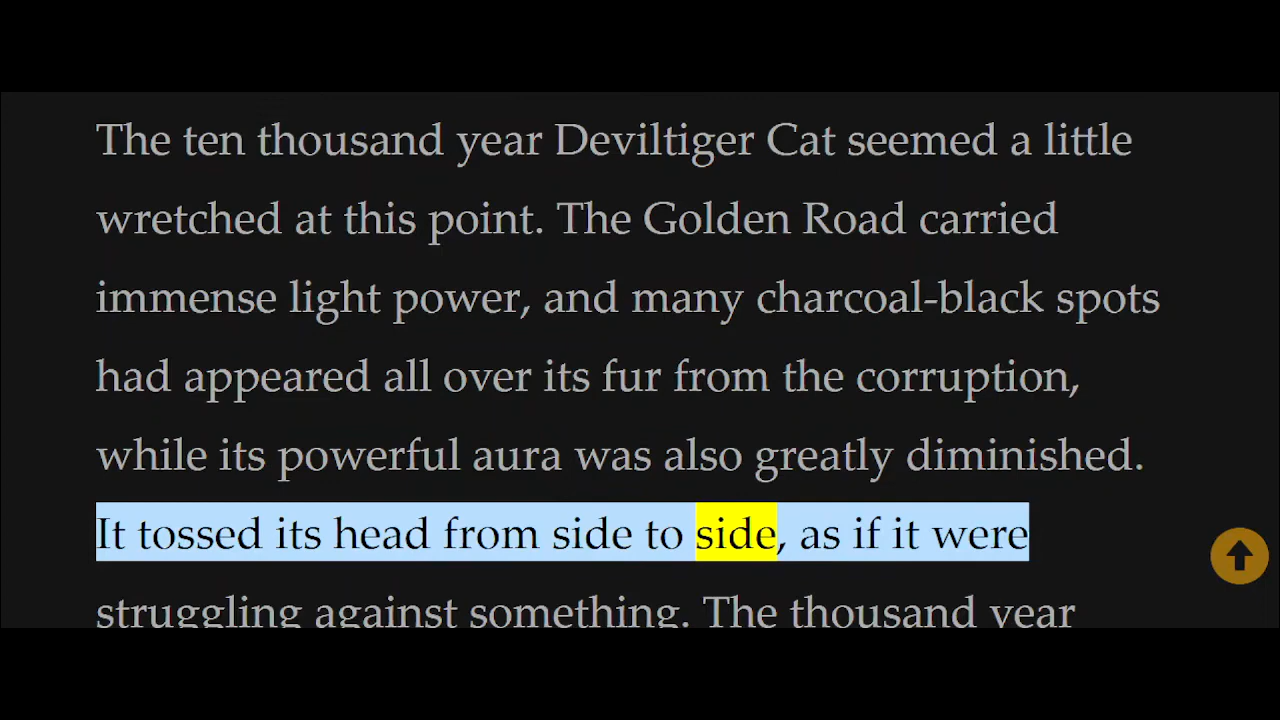 The ten thousand year Deviltiger Cat seemed a little
wretched at this point. The Golden Road carried
immense light power, and many charcoal-black spots
had appeared all over its fur from the corruption,
while its powerful aura was also greatly diminished.
It tossed its head from side to side, as if it were
struggling against something. The thousand year